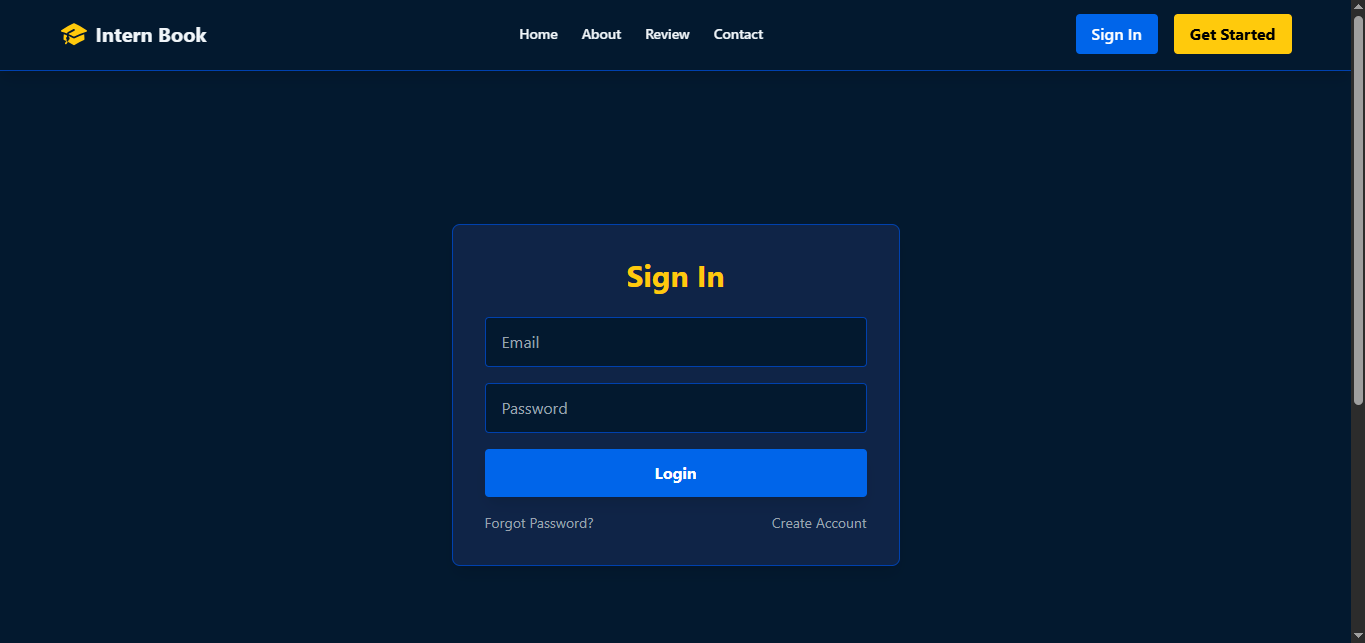 Intern Book
Home About Review Contact
Sign In Get Started
Sign In
Email
Password
Login
Forgot Password? Create Account